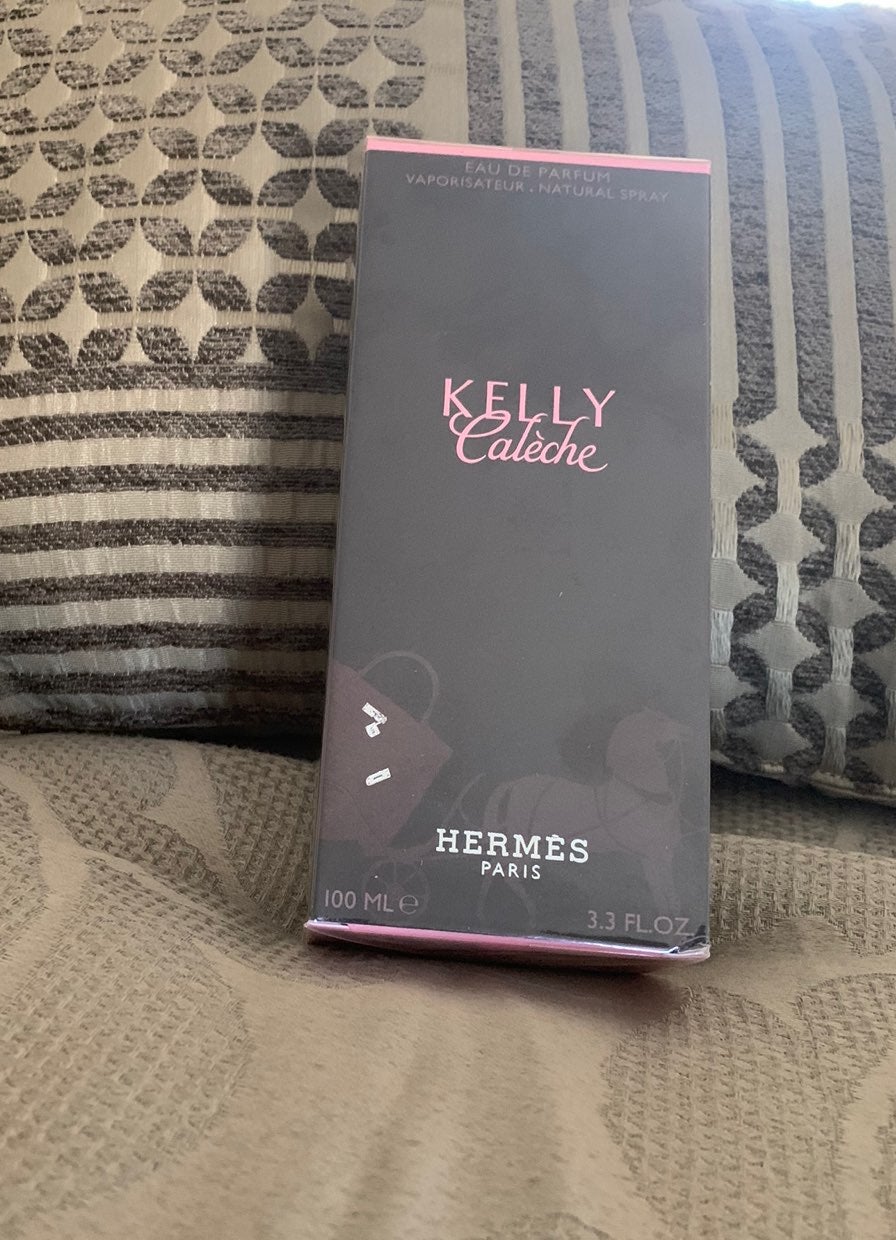 EAU DE PARFUM
VAPORISATEUR . NATURAL SPRAY
KELLY
Calèche
HERMÈS
PARIS
100 ML ℮
3.3 FL.OZ.